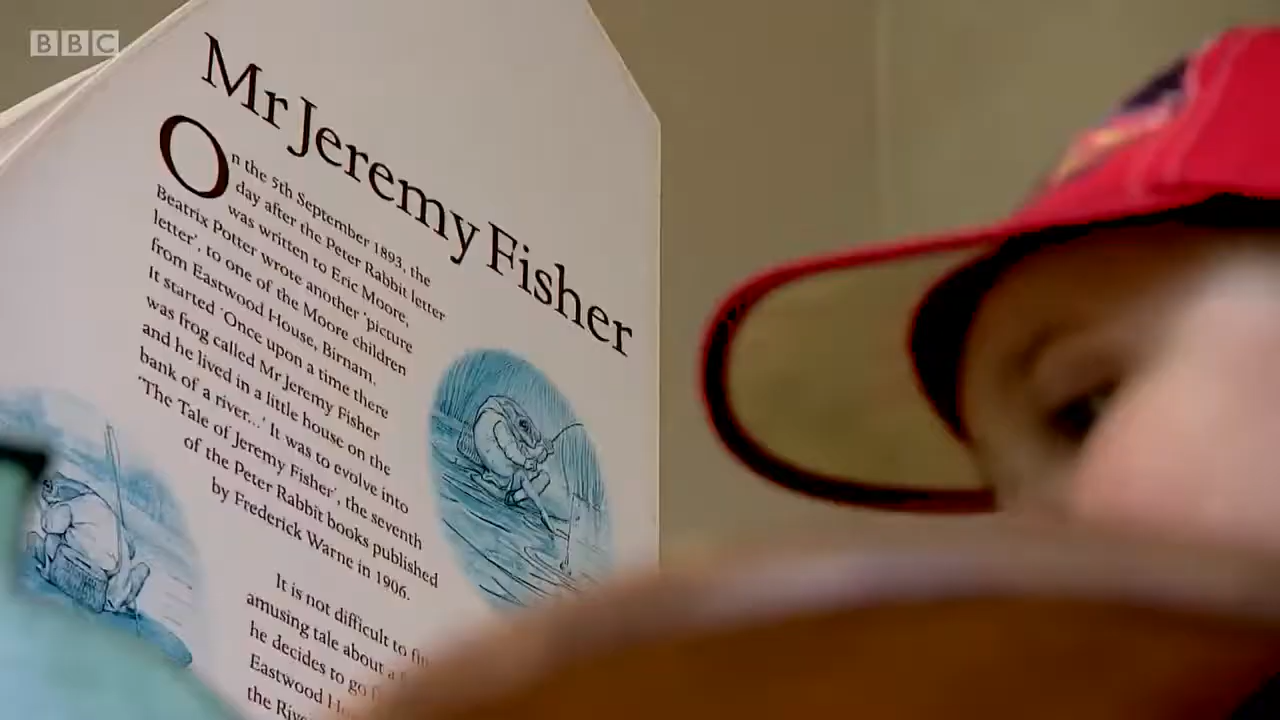 BBC
Mr Jeremy Fisher
On the 5th September 1893, the
day after the Peter Rabbit letter
was written to Eric Moore,
Beatrix Potter wrote another 'picture
letter', to one of the Moore children
from Eastwood House, Birnam.
It started 'Once upon a time there
was frog called Mr Jeremy Fisher
and he lived in a little house on the
bank of a river...' It was to evolve into
'The Tale of Jeremy Fisher', the seventh
of the Peter Rabbit books published
by Frederick Warne in 1906.
It is not difficult to
amusing tale about a
he decides to go
Eastwood
the